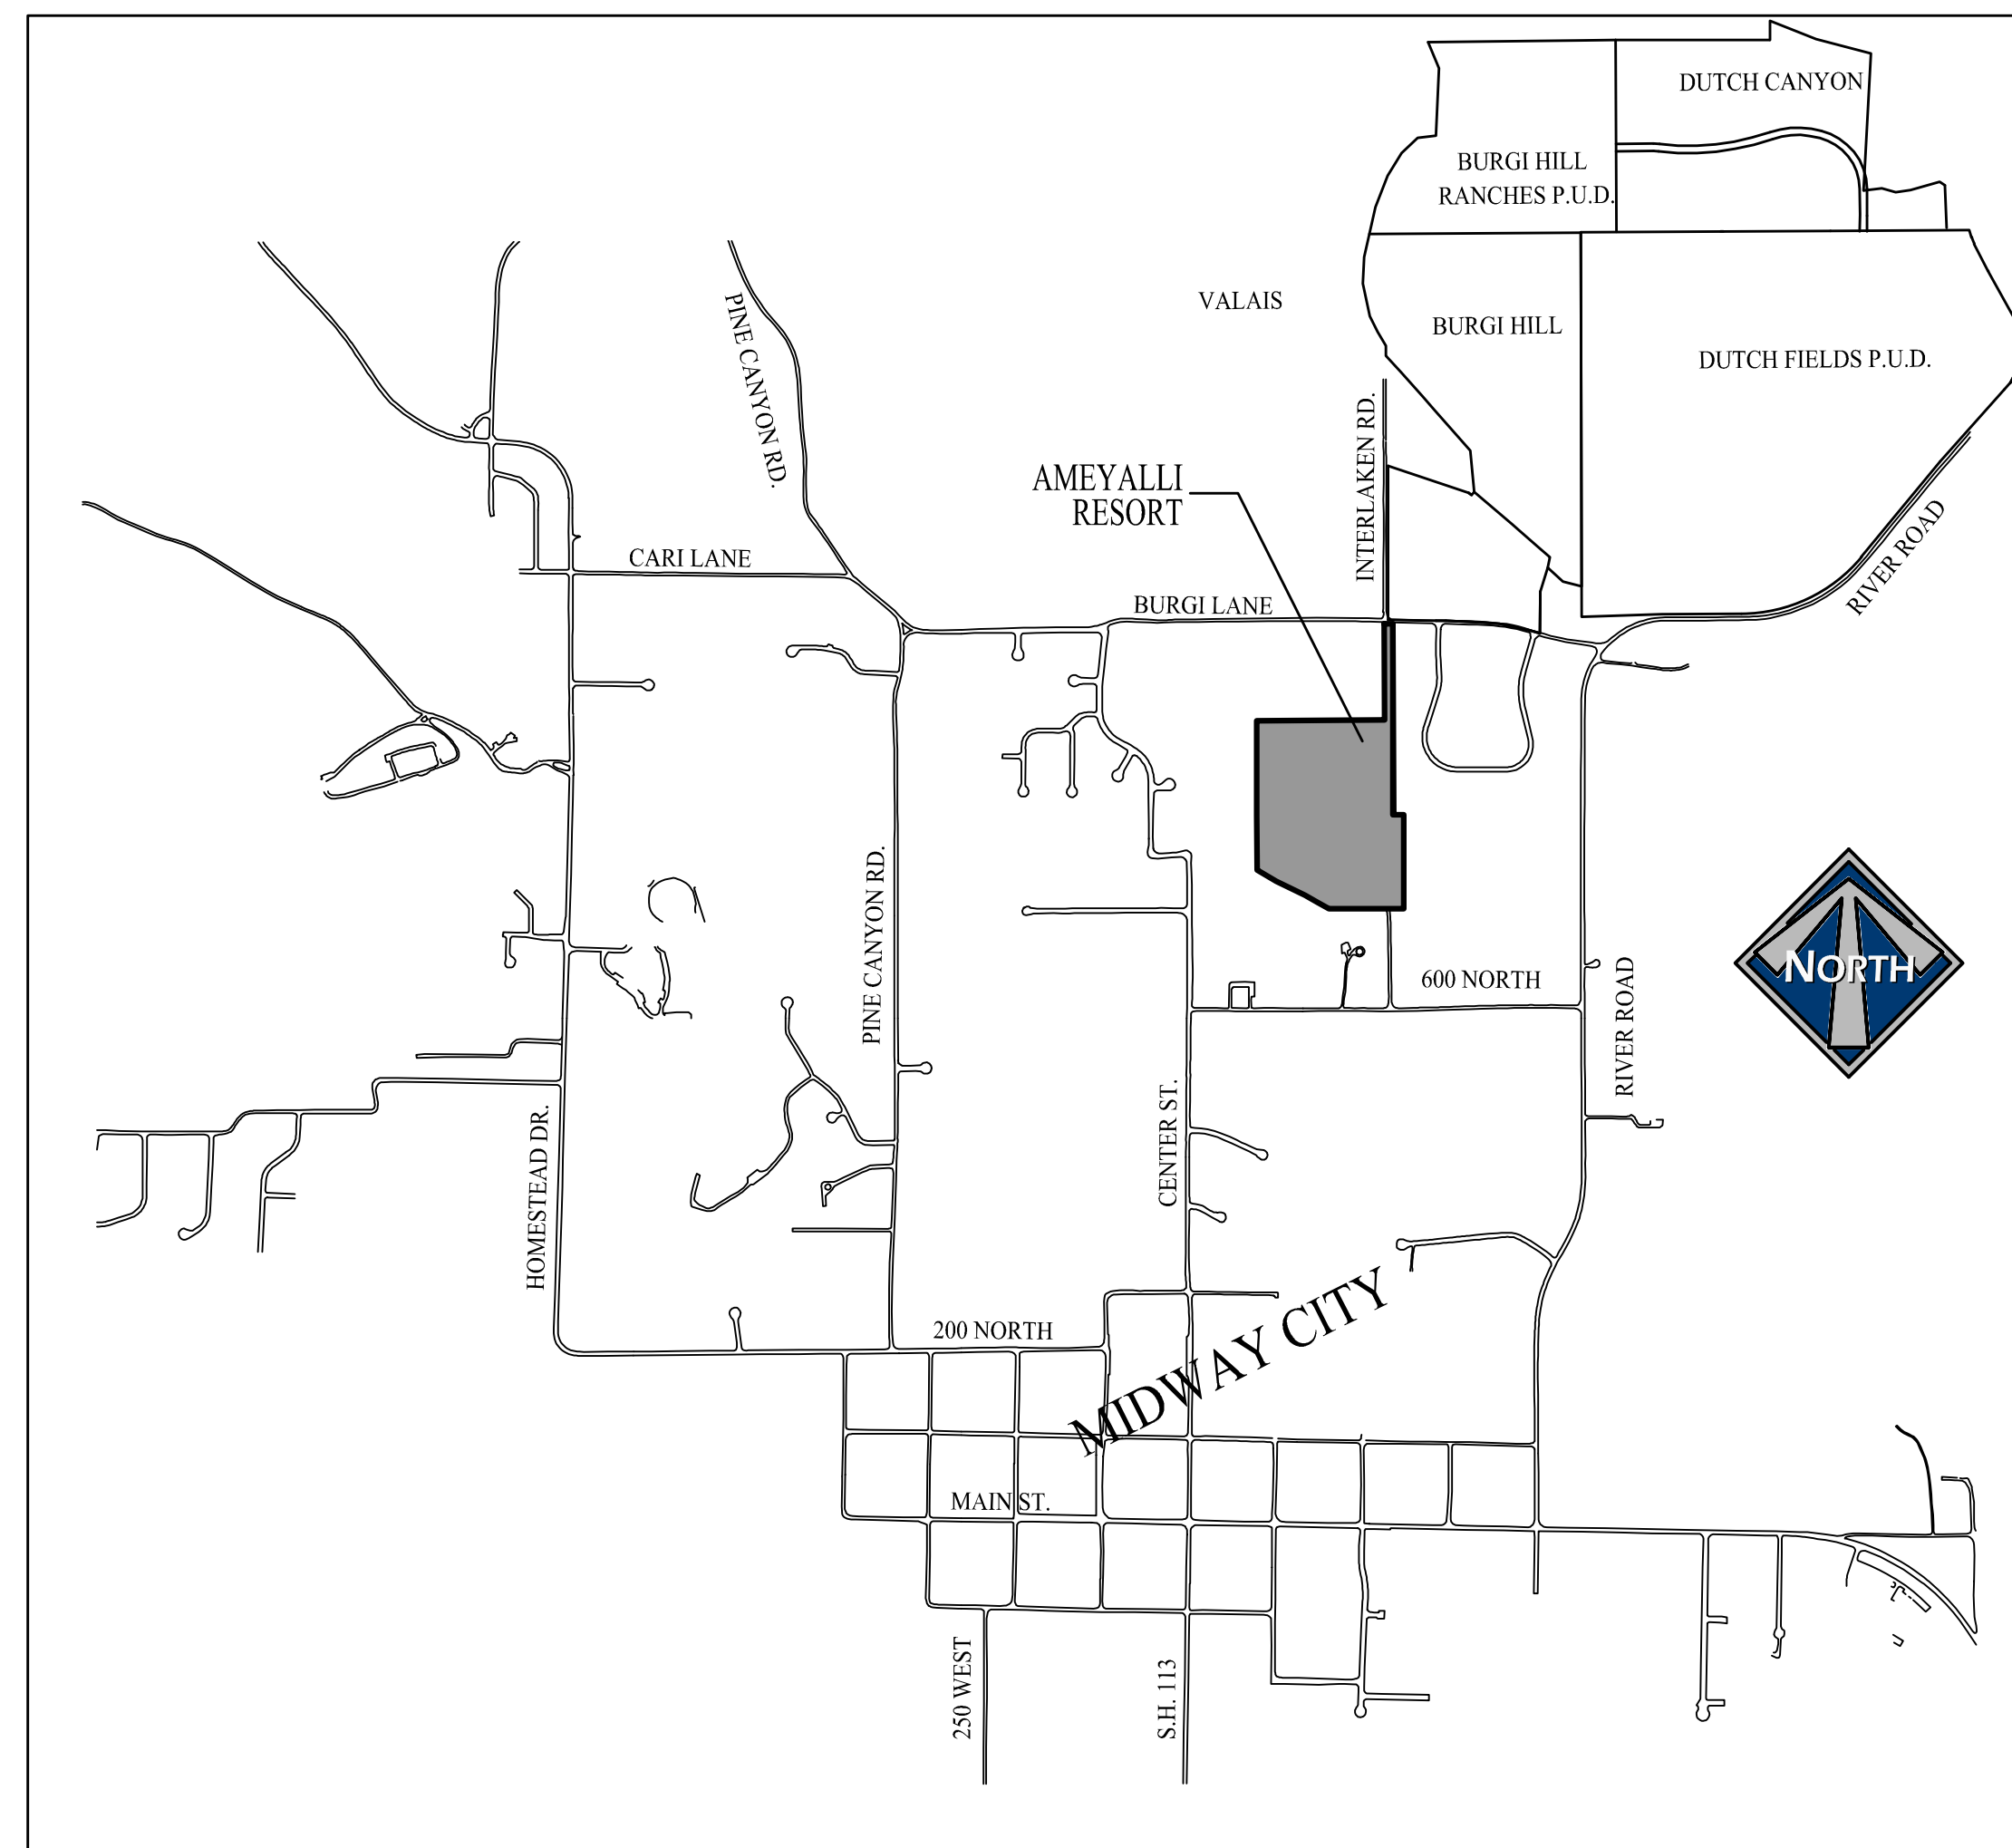 DUTCH CANYON
BURGI HILL
RANCHES P.U.D.
VALAIS
BURGI HILL
DUTCH FIELDS P.U.D.
PINE CANYON RD.
INTERLAKEN RD.
AMEYALLI
RESORT
RIVER ROAD
CARI LANE
BURGI LANE
PINE CANYON RD.
NORTH
600 NORTH
RIVER ROAD
CENTER ST.
HOMESTEAD DR.
200 NORTH
MIDWAY CITY
MAIN ST.
250 WEST
S.H. 113